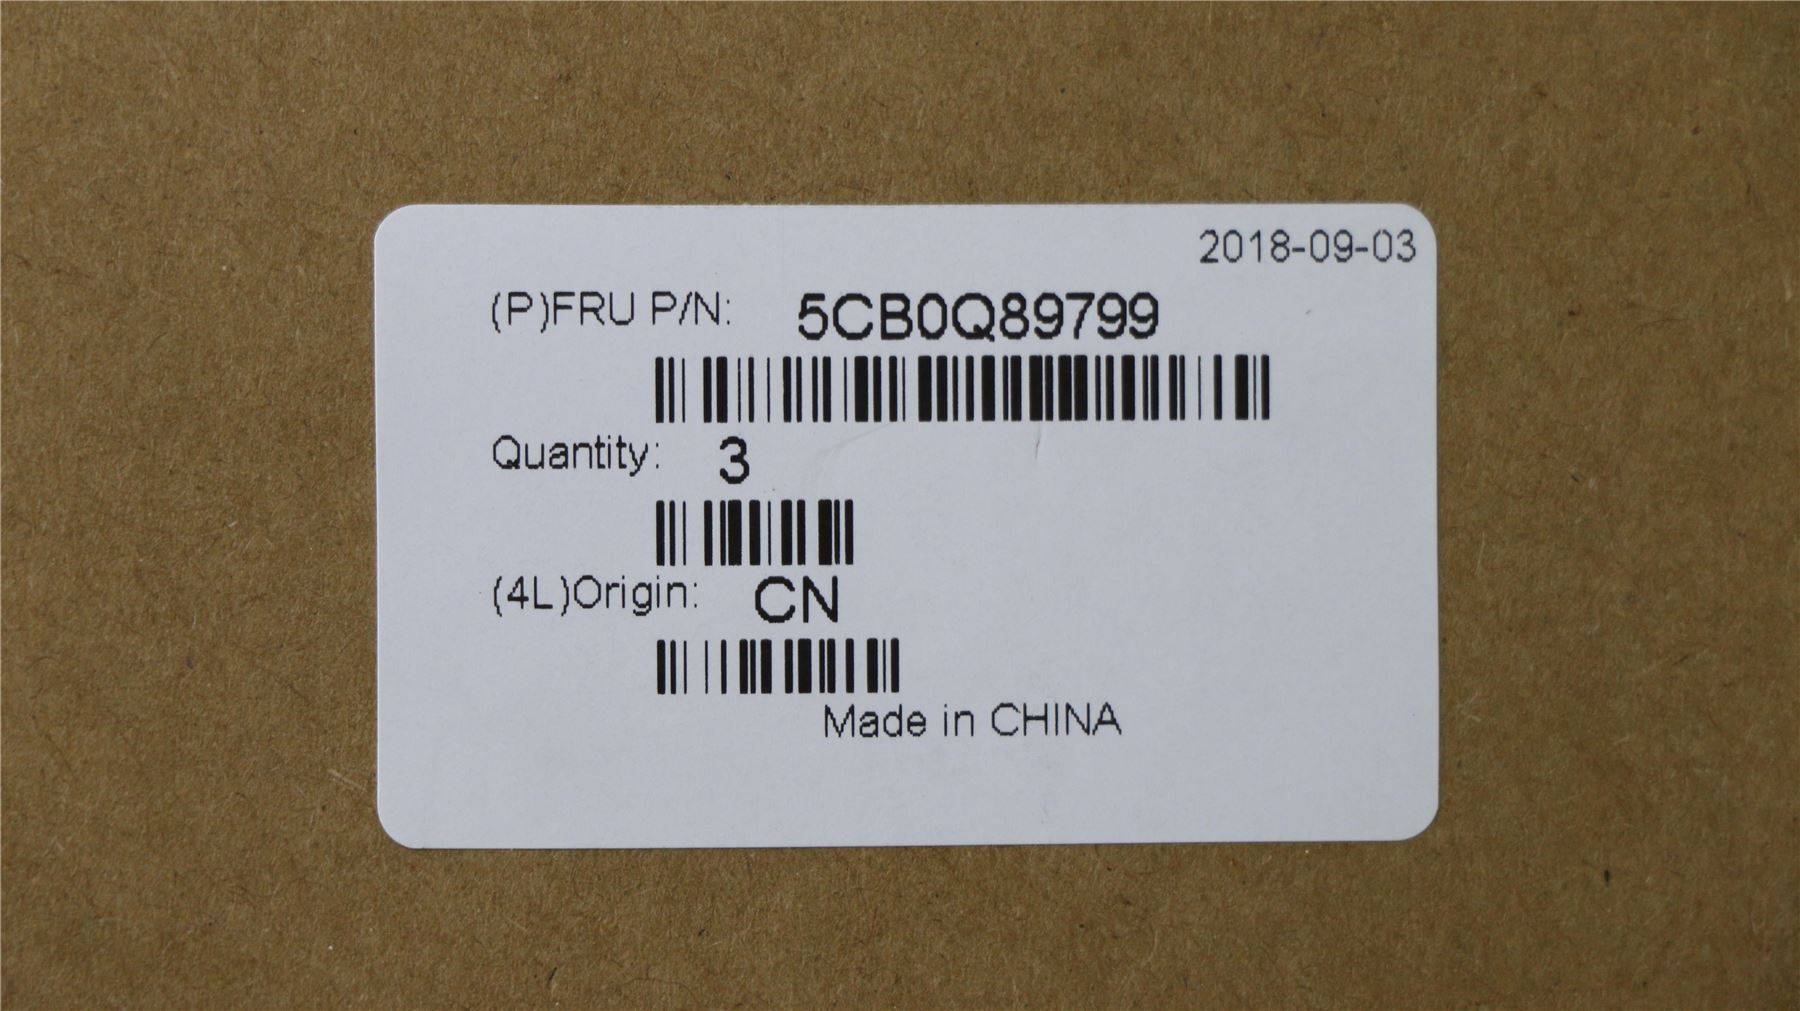 2018-09-03
(P)FRU P/N: 5CB0Q89799
Quantity: 3
(4L)Origin: CN
Made in CHINA